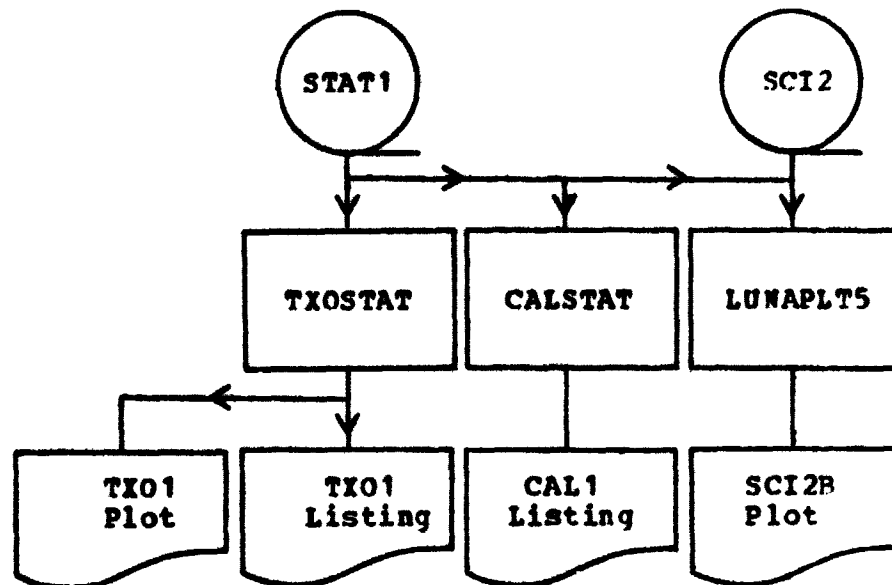 STAT1
SCI2
TXOSTAT
CALSTAT
LUNAPLT5
TXO1
Plot
TXO1
Listing
CAL1
Listing
SCI2B
Plot